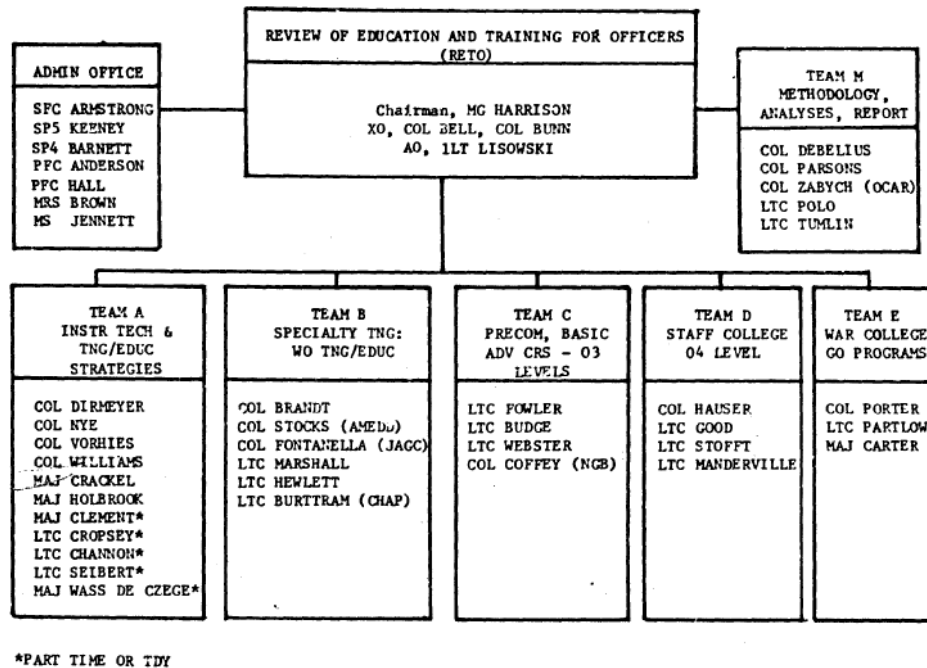 REVIEW OF EDUCATION AND TRAINING FOR OFFICERS
(RETO)
Chairman, MG HARRISON
XO, COL BELL, COL BUNN
AO, 1LT LISOWSKI
ADMIN OFFICE
SFC ARMSTRONG
SP5 KEENEY
SP4 BARNETT
PFC ANDERSON
PFC HALL
MRS BROWN
MS JENNETT
TEAM M
METHODOLOGY,
ANALYSES, REPORT
COL DEBELIUS
COL PARSONS
COL ZABYCH (OCAR)
LTC POLO
LTC TUMLIN
TEAM A
INSTR TECH &
TNG/EDUC
STRATEGIES
COL DIRMEYER
COL NYE
COL VORHIES
COL WILLIAMS
MAJ CRACKEL
MAJ HOLBROOK
MAJ CLEMENT*
LTC CROPSEY*
LTC CHANNON*
LTC SEIBERT*
MAJ WASS DE CZEGE*
TEAM B
SPECIALTY TNG:
WO TNG/EDUC
COL BRANDT
COL STOCKS (AMEDD)
COL FONTANELLA (JAGC)
LTC MARSHALL
LTC HEWLETT
LTC BURTTRAM (CHAP)
TEAM C
PRECOM, BASIC
ADV CRS - 03
LEVELS
LTC FOWLER
LTC BUDGE
LTC WEBSTER
COL COFFEY (NGB)
TEAM D
STAFF COLLEGE
04 LEVEL
COL HAUSER
LTC GOOD
LTC STOFFT
LTC MANDERVILLE
TEAM E
WAR COLLEGE
GO PROGRAMS
COL PORTER
LTC PARTLOW
MAJ CARTER
*PART TIME OR TDY